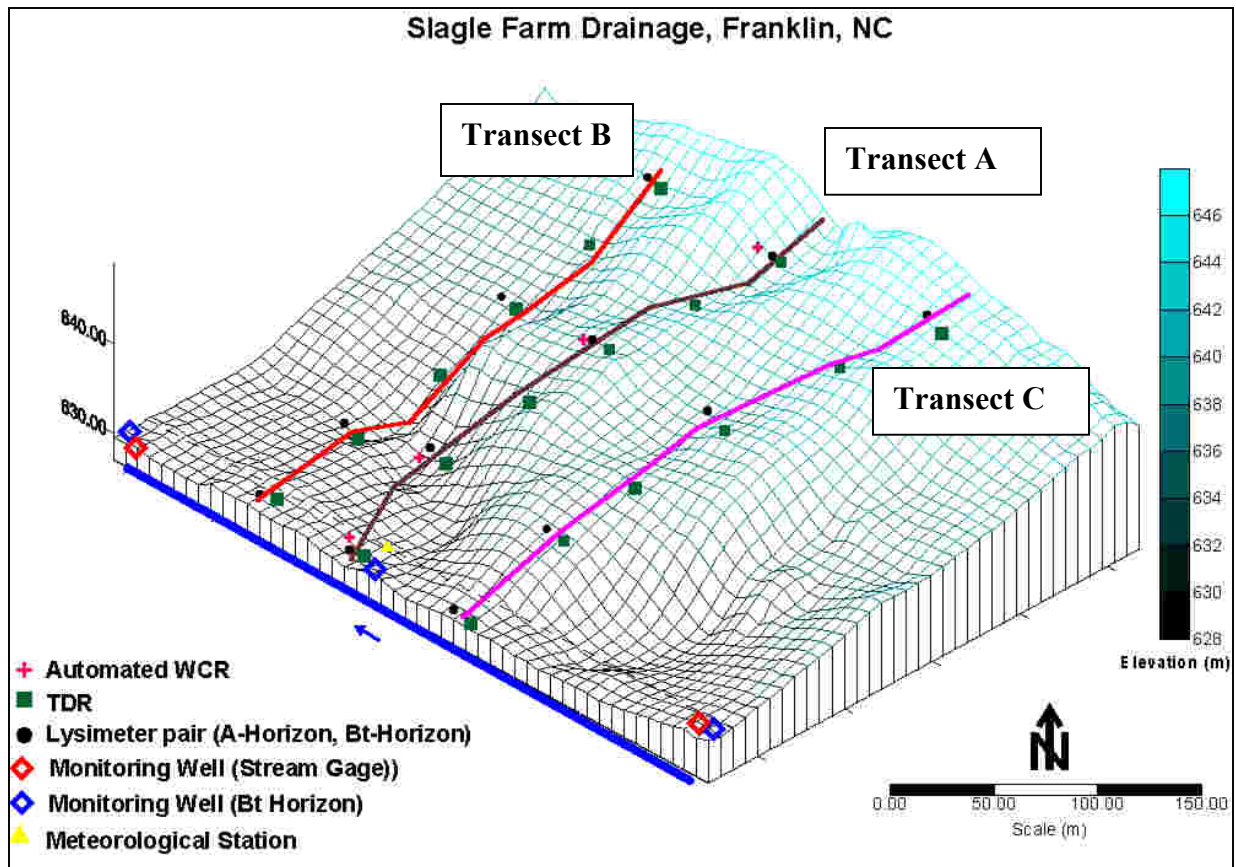 Slagle Farm Drainage, Franklin, NC
Transect B
Transect A
Transect C
640.00
630.00
646
644
642
640
638
636
634
632
630
628
Elevation (m)
Automated WCR
TDR
Lysimeter pair (A-Horizon, Bt-Horizon)
Monitoring Well (Stream Gage))
Monitoring Well (Bt Horizon)
Meteorological Station
N
0.00 50.00 100.00 150.00
Scale (m)